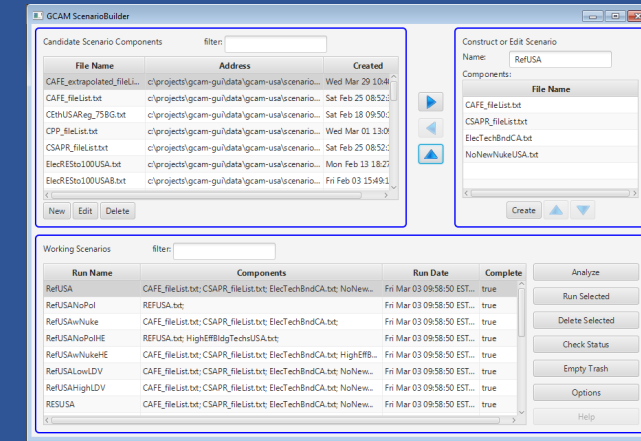 GCAM ScenarioBuilder
Candidate Scenario Components filter:
File Name Address Created
CAFE_extrapolated_fileLi... c:\projects\gcam-gui\data\gcam-usa\scenario... Wed Mar 29 10:4
CAFE_fileList.txt c:\projects\gcam-gui\data\gcam-usa\scenario... Sat Feb 25 08:52:
CEthUSAReg_75BG.txt c:\projects\gcam-gui\data\gcam-usa\scenario... Sat Feb 18 09:50:
CPP_fileList.txt c:\projects\gcam-gui\data\gcam-usa\scenario... Wed Mar 01 13:0
CSAPR_fileList.txt c:\projects\gcam-gui\data\gcam-usa\scenario... Sat Feb 25 08:52:
ElecRESto100USA.txt c:\projects\gcam-gui\data\gcam-usa\scenario... Mon Feb 13 18:27
ElecRESto100USAB.txt c:\projects\gcam-gui\data\gcam-usa\scenario... Fri Feb 03 15:49:1
New Edit Delete
Construct or Edit Scenario
Name: RefUSA
Components:
File Name
CAFE_fileList.txt
CSAPR_fileList.txt
ElecTechBndCA.txt
NoNewNukeUSA.txt
Create
Working Scenarios filter:
Run Name Components Run Date Complete
RefUSA CAFE_fileList.txt; CSAPR_fileList.txt; ElecTechBndCA.txt; NoNew... Fri Mar 03 09:58:50 EST... true
RefUSANoPol REFUSA.txt; Fri Mar 03 09:58:50 EST... true
RefUSAwNuke CAFE_fileList.txt; CSAPR_fileList.txt; ElecTechBndCA.txt; Fri Mar 03 09:58:50 EST... true
RefUSANoPolHE REFUSA.txt; HighEffBldgTechsUSA.txt; Fri Mar 03 09:58:50 EST... true
RefUSAwNukeHE CAFE_fileList.txt; CSAPR_fileList.txt; ElecTechBndCA.txt; HighEffB... Fri Mar 03 09:58:50 EST... true
RefUSALowLDV CAFE_fileList.txt; CSAPR_fileList.txt; ElecTechBndCA.txt; NoNew... Fri Mar 03 09:58:50 EST... true
RefUSAHighLDV CAFE_fileList.txt; CSAPR_fileList.txt; ElecTechBndCA.txt; NoNew... Fri Mar 03 09:58:50 EST... true
RESUSA CAFE_fileList.txt; CSAPR_fileList.txt; ElecTechBndCA.txt; NoNew... Fri Mar 03 09:58:50 EST... true
Analyze
Run Selected
Delete Selected
Check Status
Empty Trash
Options
Help